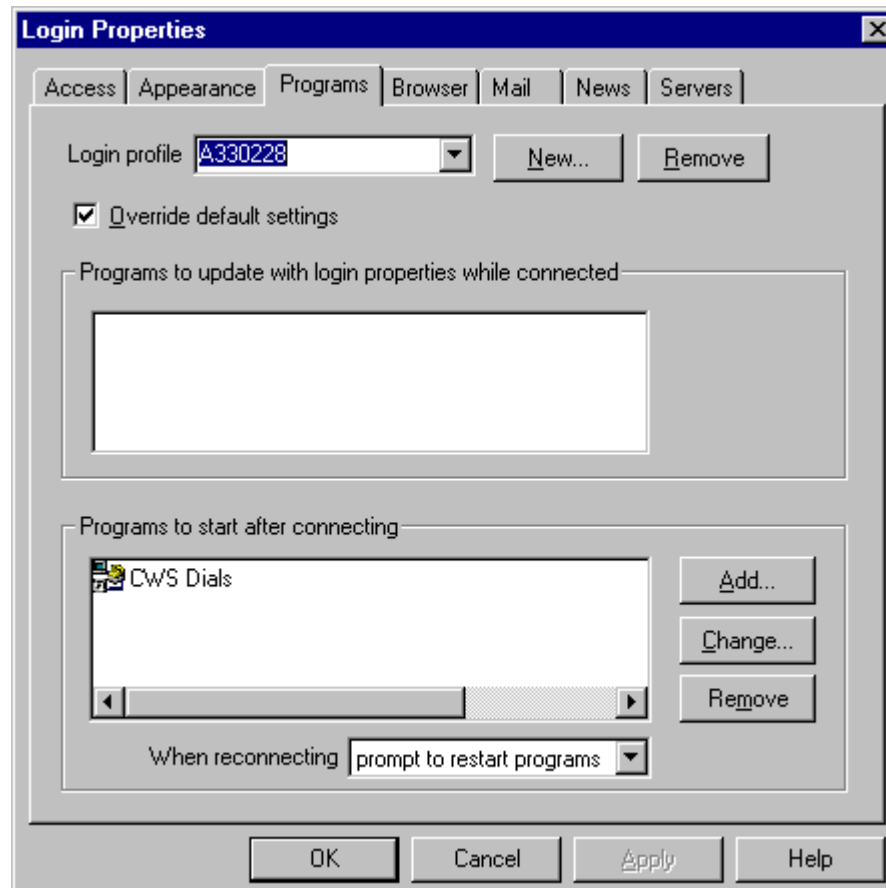 Login Properties
Access Appearance Programs Browser Mail News Servers
Login profile A330228 New... Remove
Override default settings
Programs to update with login properties while connected
Programs to start after connecting
CWS Dials
Add...
Change...
Remove
When reconnecting prompt to restart programs
OK Cancel Apply Help